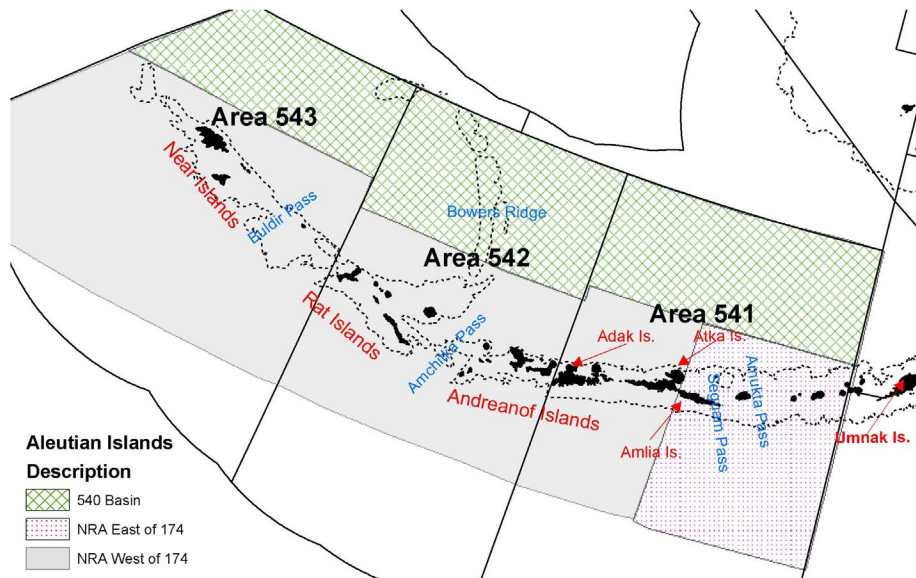 Area 543
Near Islands
Buldir Pass
Bowers Ridge
Area 542
Rat Islands
Amchitka Pass
Area 541
Adak Is.
Atka Is.
Andreanof Islands
Amlia Is.
Seguam Pass
Amukta Pass
Umnak Is.
Aleutian Islands
Description
540 Basin
NRA East of 174
NRA West of 174